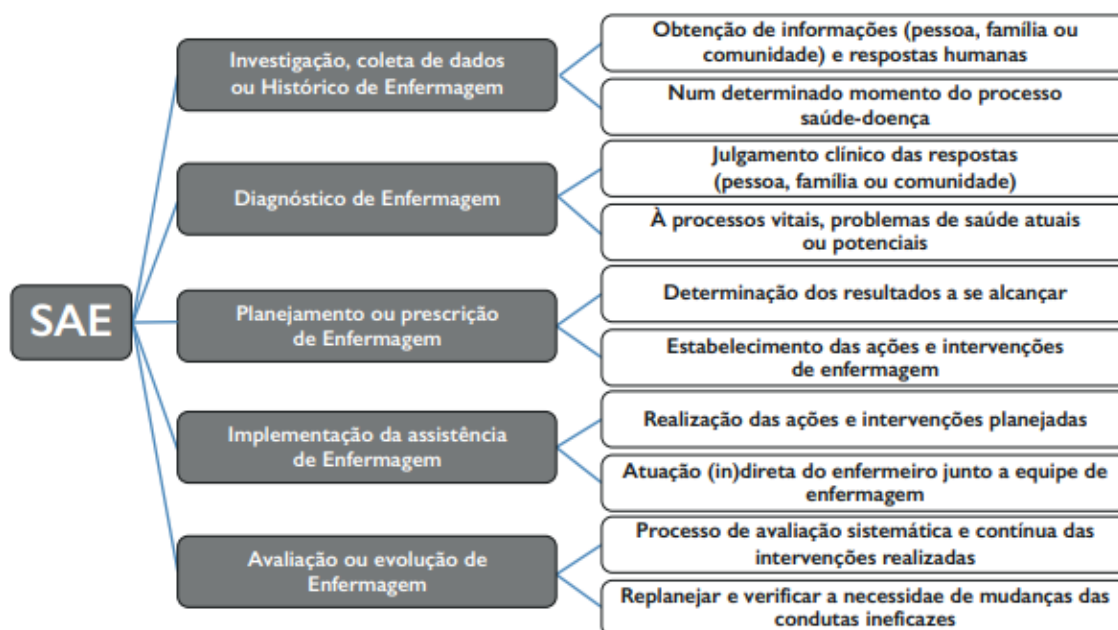 SAE
Investigação, coleta de dados
ou Histórico de Enfermagem
Obtenção de informações (pessoa, família ou
comunidade) e respostas humanas
Num determinado momento do processo
saúde-doença
Diagnóstico de Enfermagem
Julgamento clínico das respostas
(pessoa, família ou comunidade)
À processos vitais, problemas de saúde atuais
ou potenciais
Planejamento ou prescrição
de Enfermagem
Determinação dos resultados a se alcançar
Estabelecimento das ações e intervenções
de enfermagem
Implementação da assistência
de Enfermagem
Realização das ações e intervenções planejadas
Atuação (in)direta do enfermeiro junto a equipe de
enfermagem
Avaliação ou evolução de
Enfermagem
Processo de avaliação sistemática e contínua das
intervenções realizadas
Replanejar e verificar a necessidae de mudanças das
condutas ineficazes